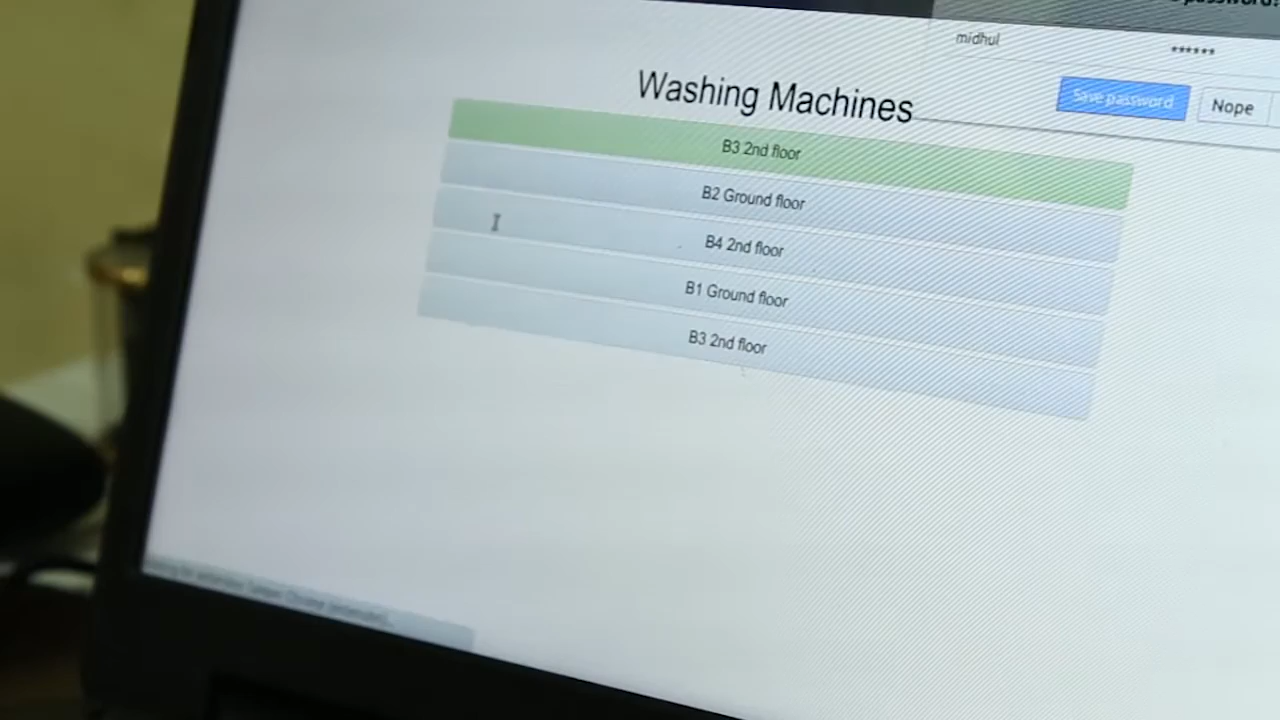 password?
midhul
******
Save password
Nope
Washing Machines
B3 2nd floor
B2 Ground floor
B4 2nd floor
B1 Ground floor
B3 2nd floor